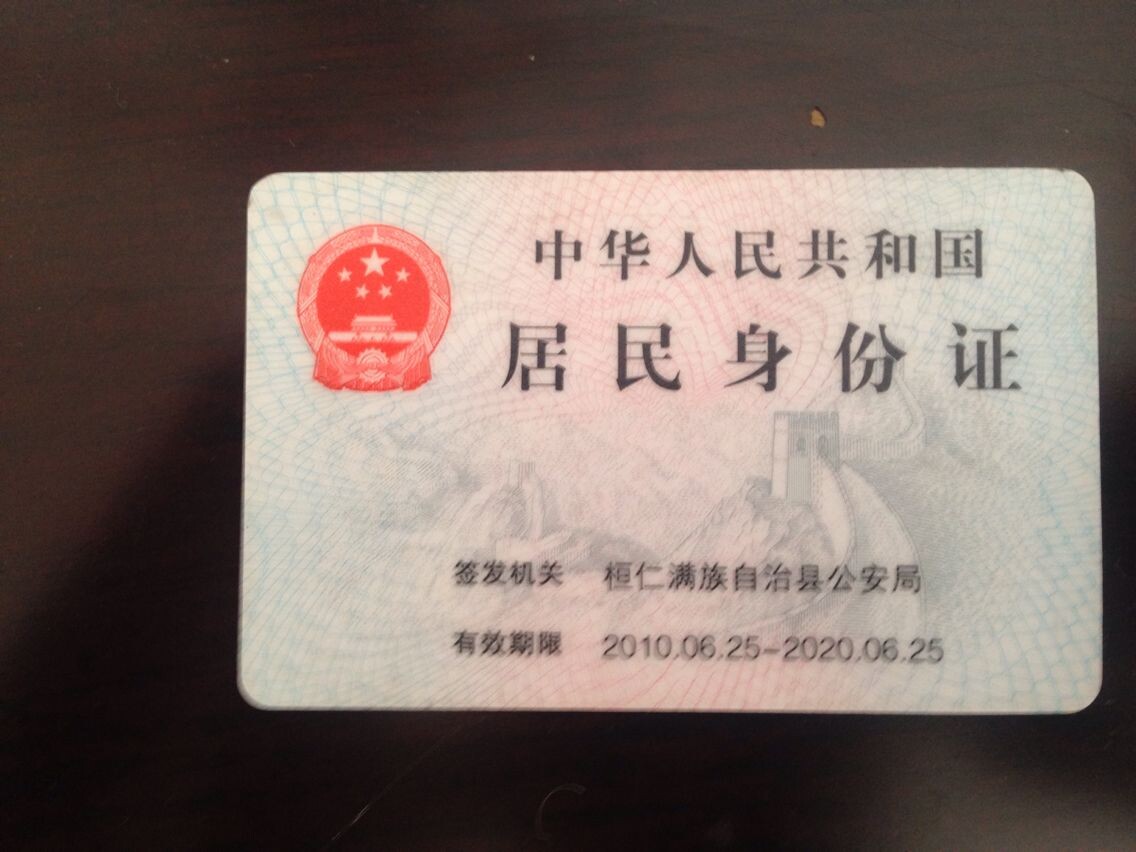 中华人民共和国
居民身份证
签发机关 桓仁满族自治县公安局
有效期限 2010.06.25-2020.06.25